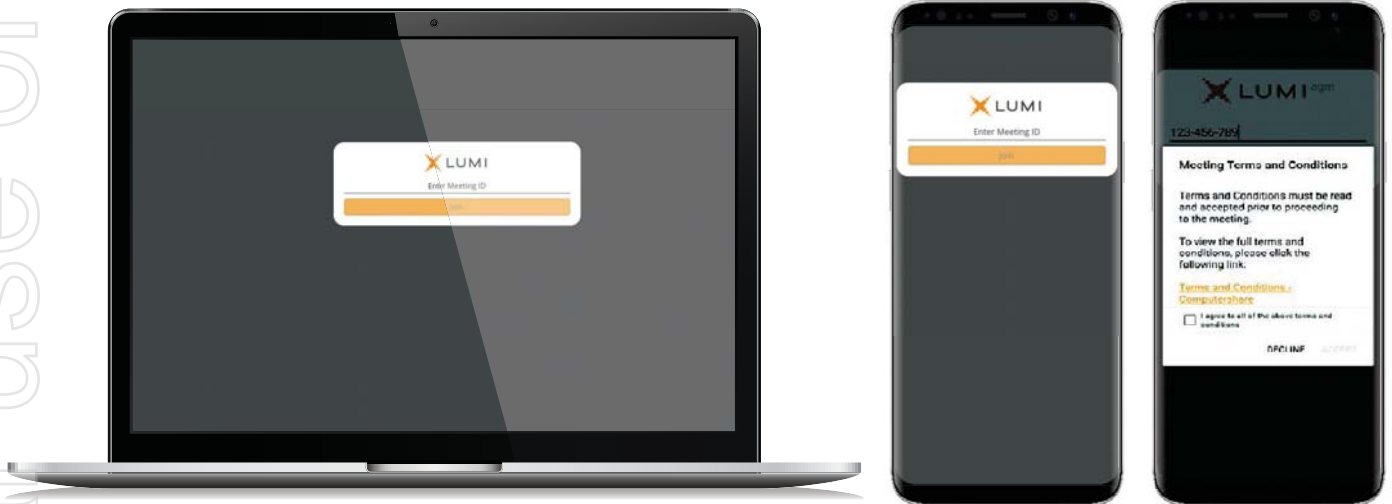 LUMI
Enter Meeting ID
Join
LUMI
Enter Meeting ID
Join
LUMI agm
123-456-789
Meeting Terms and Conditions
Terms and Conditions must be read
and accepted prior to proceeding
to the meeting.
To view the full terms and
conditions, please click the
following link:
Terms and Conditions -
Computershare
I agree to all of the above terms and
conditions
DECLINE ACCEPT
use